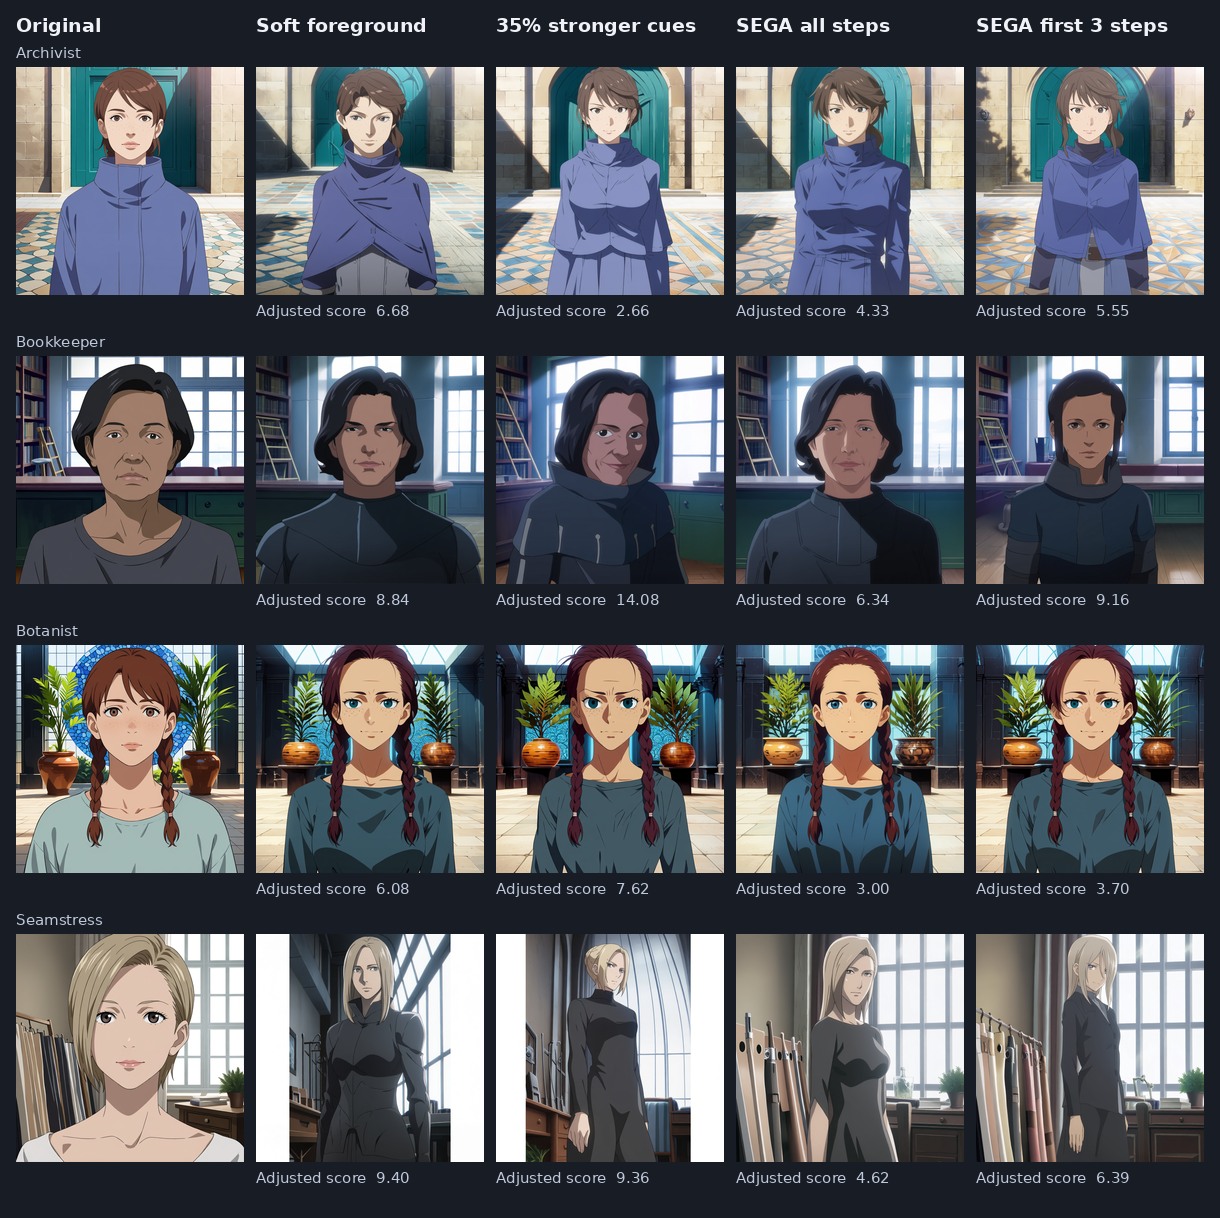 Original Soft foreground 35% stronger cues SEGA all steps SEGA first 3 steps
Archivist
Adjusted score 6.68 Adjusted score 2.66 Adjusted score 4.33 Adjusted score 5.55
Bookkeeper
Adjusted score 8.84 Adjusted score 14.08 Adjusted score 6.34 Adjusted score 9.16
Botanist
Adjusted score 6.08 Adjusted score 7.62 Adjusted score 3.00 Adjusted score 3.70
Seamstress
Adjusted score 9.40 Adjusted score 9.36 Adjusted score 4.62 Adjusted score 6.39